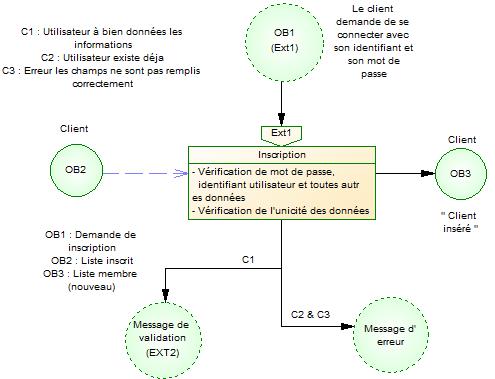 C1 : Utilisateur à bien données les
informations
C2 : Utilisateur existe déja
C3 : Erreur les champs ne sont pas remplis
correctement
OB1
(Ext1)
Le client
demande de se
connecter avec
son identifiant et
son mot de
passe
Ext1
Client
OB2
Inscription
- Vérification de mot de passe,
identifiant utilisateur et toutes autr
es données
- Vérification de l'unicité des données
Client
OB3
" Client
inséré "
OB1 : Demande de
inscription
OB2 : Liste inscrit
OB3 : Liste membre
(nouveau)
C1
C2 & C3
Message de
validation
(EXT2)
Message d'
erreur